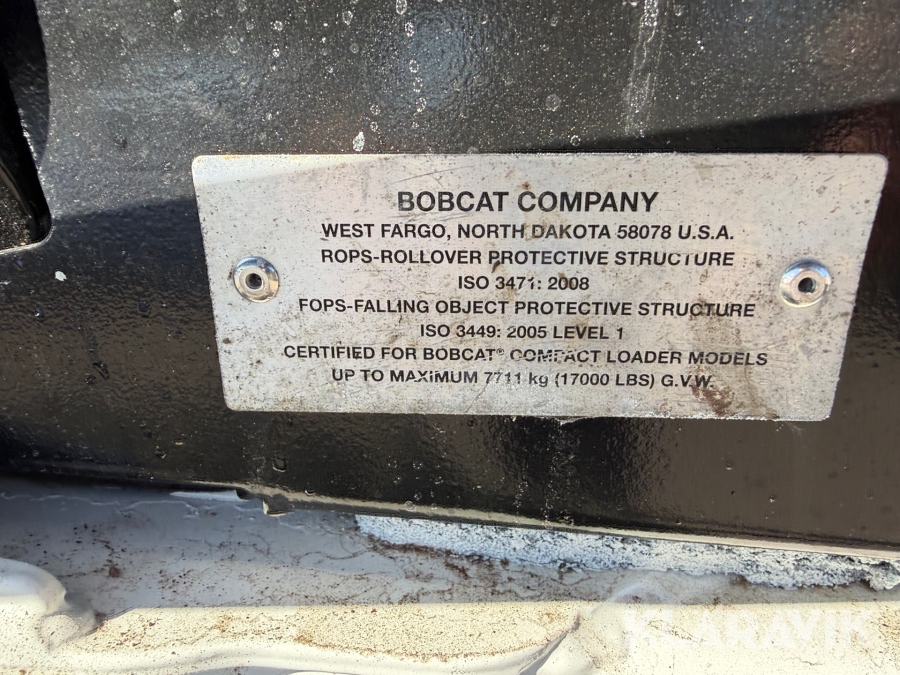 BOBCAT COMPANY
WEST FARGO, NORTH DAKOTA 58078 U.S.A.
ROPS-ROLLOVER PROTECTIVE STRUCTURE
ISO 3471: 2008
FOPS-FALLING OBJECT PROTECTIVE STRUCTURE
ISO 3449: 2005 LEVEL 1
CERTIFIED FOR BOBCAT® COMPACT LOADER MODELS
UP TO MAXIMUM 7711 kg (17000 LBS) G.V.W.
KLARAVIK